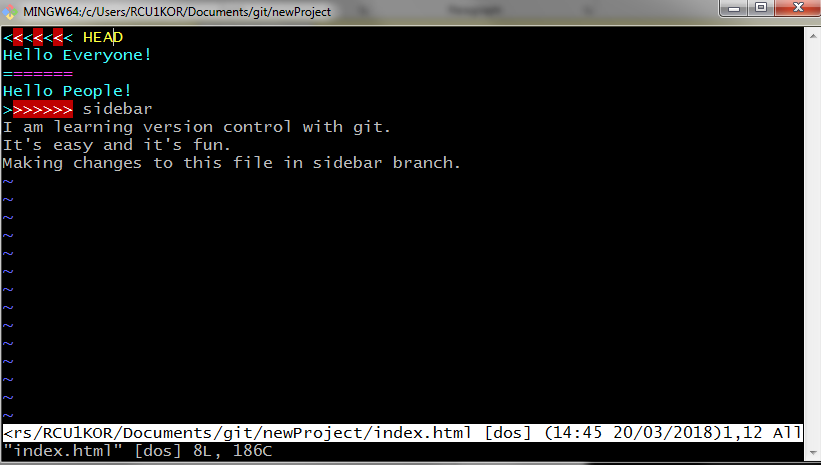 MINGW64:/c/Users/RCU1KOR/Documents/git/newProject
<<<<<<< HEAD
Hello Everyone!
=======
Hello People!
>>>>>>> sidebar
I am learning version control with git.
It's easy and it's fun.
Making changes to this file in sidebar branch.
~
~
~
~
~
~
~
~
~
~
~
~
~
~
<rs/RCU1KOR/Documents/git/newProject/index.html [dos] (14:45 20/03/2018)1,12 All
"index.html" [dos] 8L, 186C